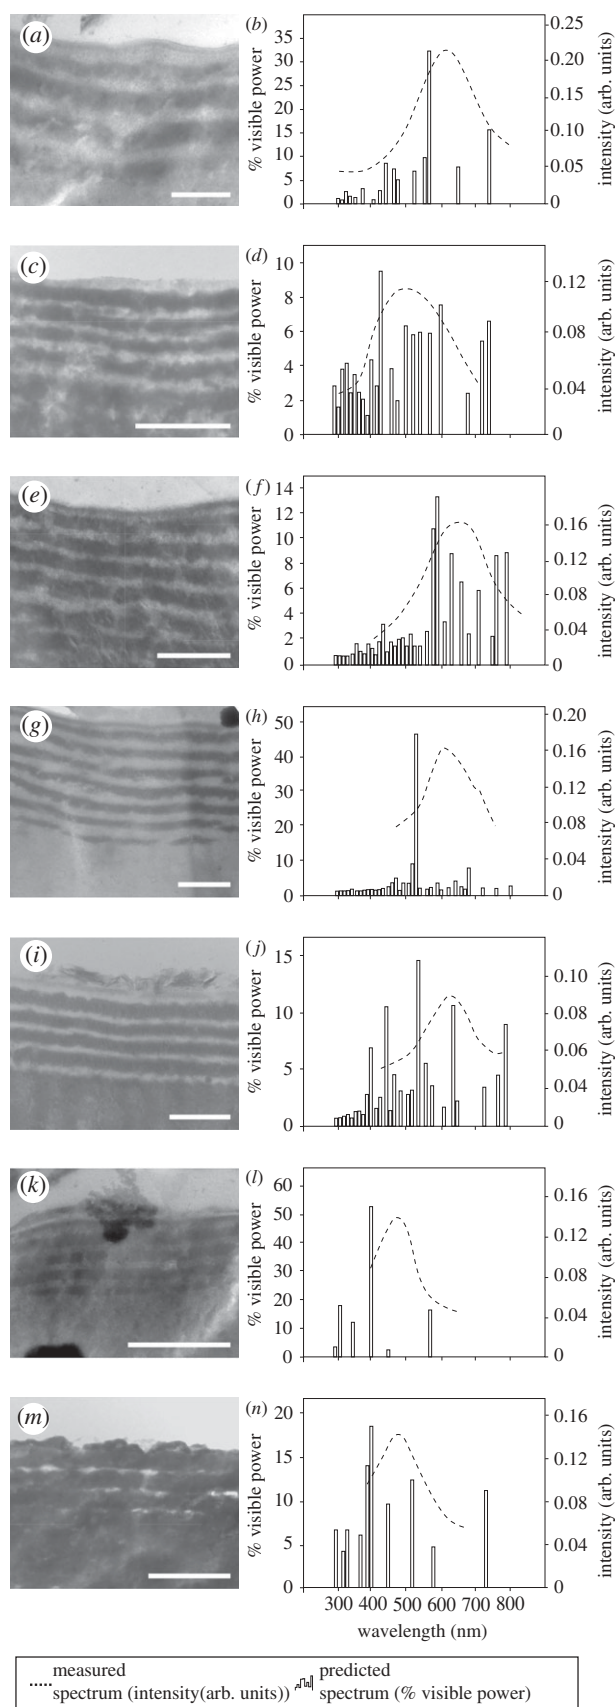 (a)
(b)
35
30
25
20
15
10
5
0
% visible power
0.25
0.20
0.15
0.10
0.05
0
intensity (arb. units)
(c)
(d)
10
8
6
4
2
0
% visible power
0.12
0.08
0.04
0
intensity (arb. units)
(e)
(f)
14
12
10
8
6
4
2
0
% visible power
0.16
0.12
0.08
0.04
0
intensity (arb. units)
(g)
(h)
50
40
30
20
10
0
% visible power
0.20
0.16
0.12
0.08
0.04
0
intensity (arb. units)
(i)
(j)
15
10
5
0
% visible power
0.10
0.08
0.06
0.04
0
intensity (arb. units)
(k)
(l)
60
50
40
30
20
10
0
% visible power
0.16
0.12
0.08
0.04
0
intensity (arb. units)
(m)
(n)
20
15
10
5
0
% visible power
0.16
0.12
0.08
0.04
0
intensity (arb. units)
300 400 500 600 700 800
wavelength (nm)
measured
spectrum (intensity(arb. units))
predicted
spectrum (% visible power)